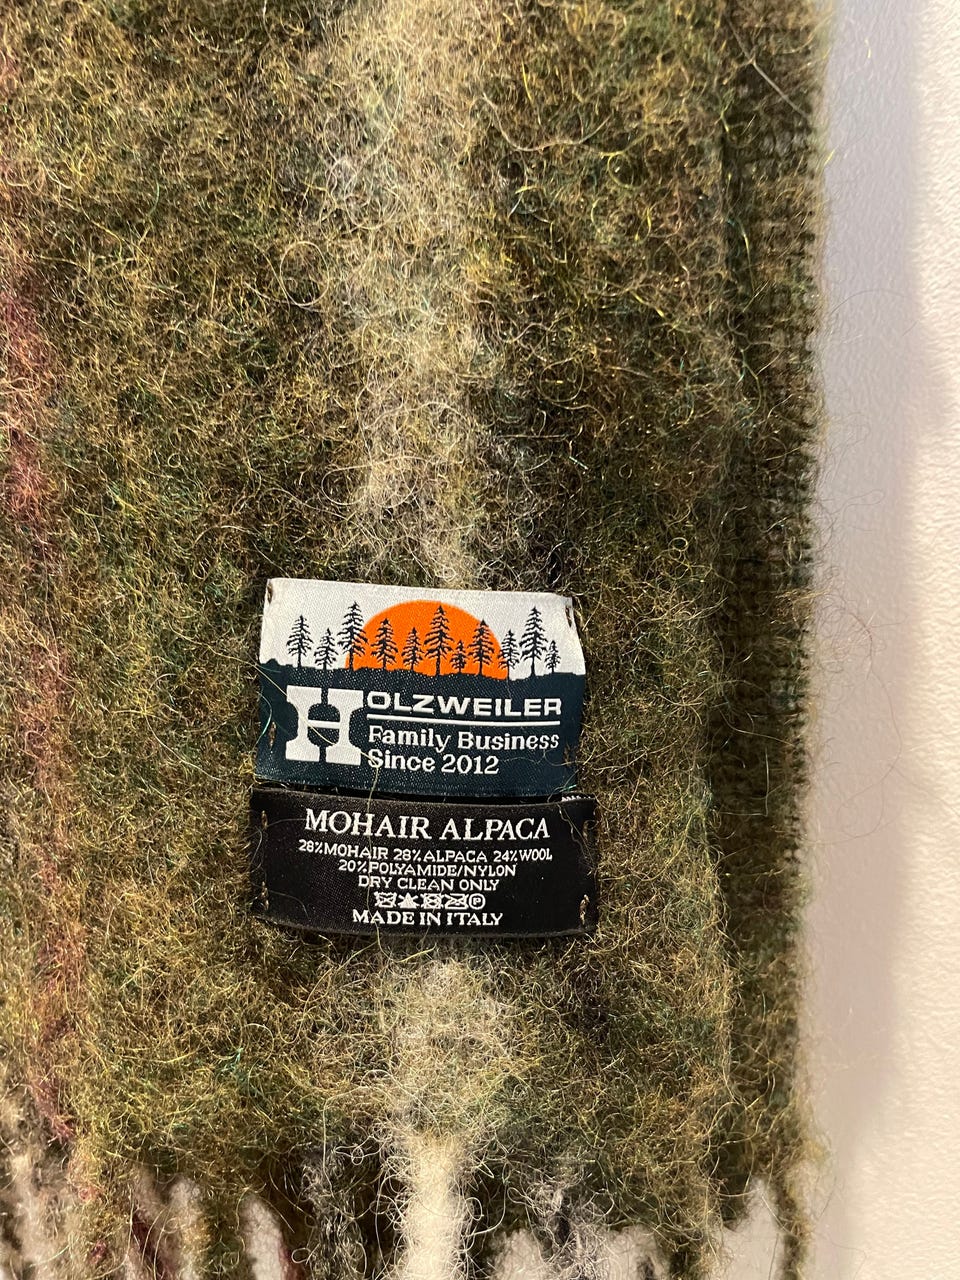 HOLZWEILER
Family Business
Since 2012
MOHAIR ALPACA
28%MOHAIR 28%ALPACA 24%WOOL
20%POLYAMIDE/NYLON
DRY CLEAN ONLY
P
MADE IN ITALY